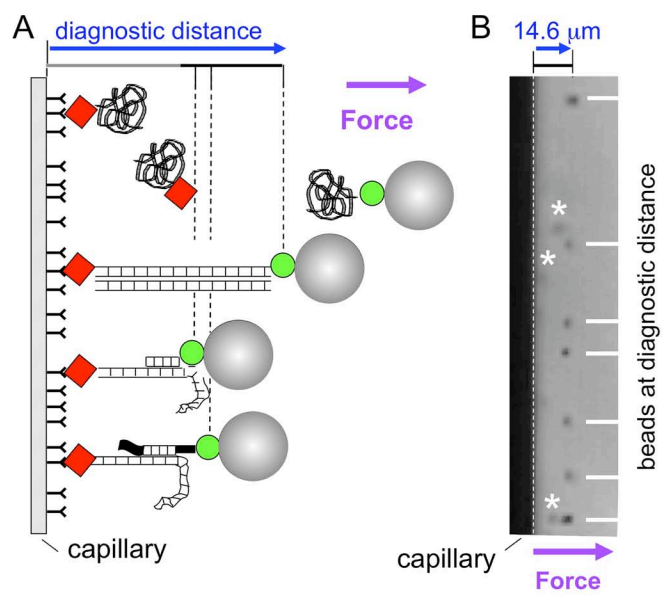 A
diagnostic distance
Force
capillary
B
14.6 μm
*
*
*
beads at diagnostic distance
capillary
Force